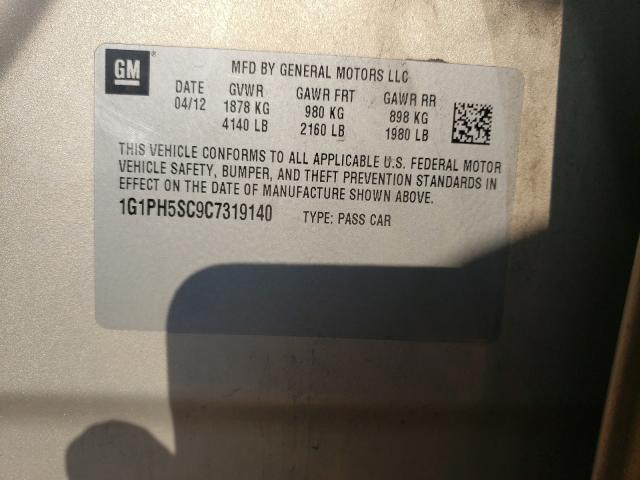 GM®
MFD BY GENERAL MOTORS LLC
DATE GVWR GAWR FRT GAWR RR
04/12 1878 KG 980 KG 898 KG
4140 LB 2160 LB 1980 LB
THIS VEHICLE CONFORMS TO ALL APPLICABLE U.S. FEDERAL MOTOR
VEHICLE SAFETY, BUMPER, AND THEFT PREVENTION STANDARDS IN
EFFECT ON THE DATE OF MANUFACTURE SHOWN ABOVE.
1G1PH5SC9C7319140 TYPE: PASS CAR